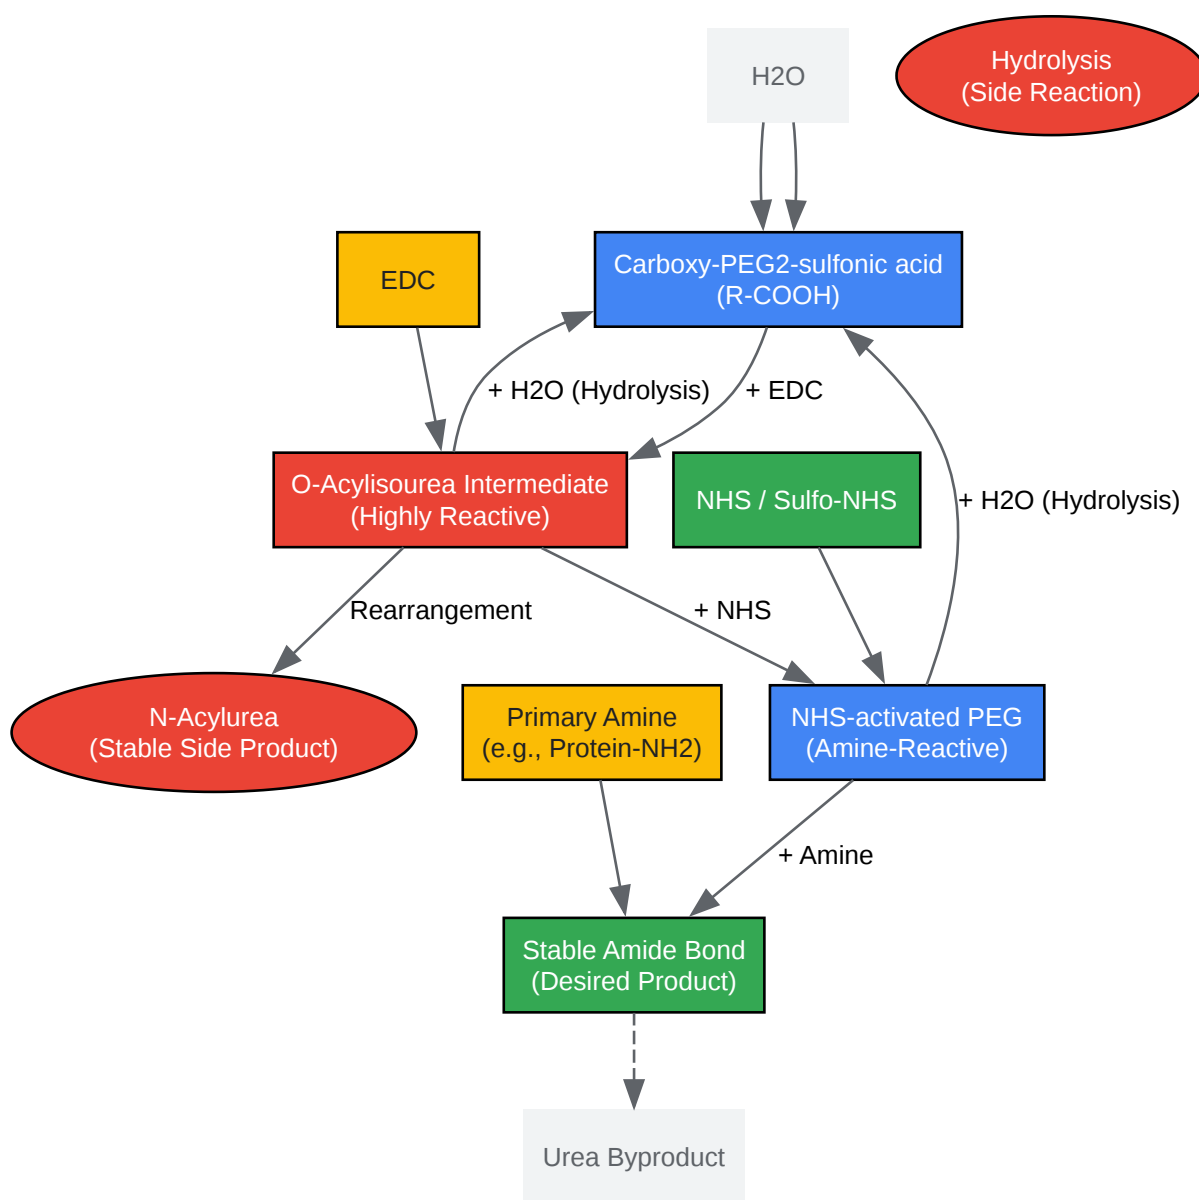 H2O
Hydrolysis
(Side Reaction)
EDC
Carboxy-PEG2-sulfonic acid
(R-COOH)
+ H2O (Hydrolysis)
+ EDC
O-Acylisourea Intermediate
(Highly Reactive)
NHS / Sulfo-NHS
+ H2O (Hydrolysis)
Rearrangement
+ NHS
N-Acylurea
(Stable Side Product)
Primary Amine
(e.g., Protein-NH2)
NHS-activated PEG
(Amine-Reactive)
+ Amine
Stable Amide Bond
(Desired Product)
Urea Byproduct